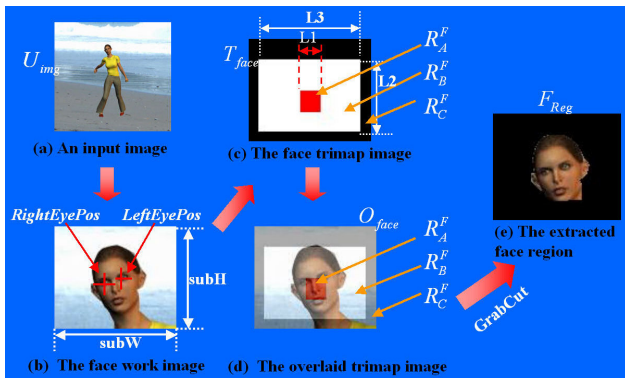 U_img
(a) An input image
L3
L1
T_face
L2
R_A^F
R_B^F
R_C^F
(c) The face trimap image
F_Reg
(e) The extracted
face region
RightEyePos
LeftEyePos
subH
subW
(b) The face work image
O_face
R_A^F
R_B^F
R_C^F
(d) The overlaid trimap image
GrabCut